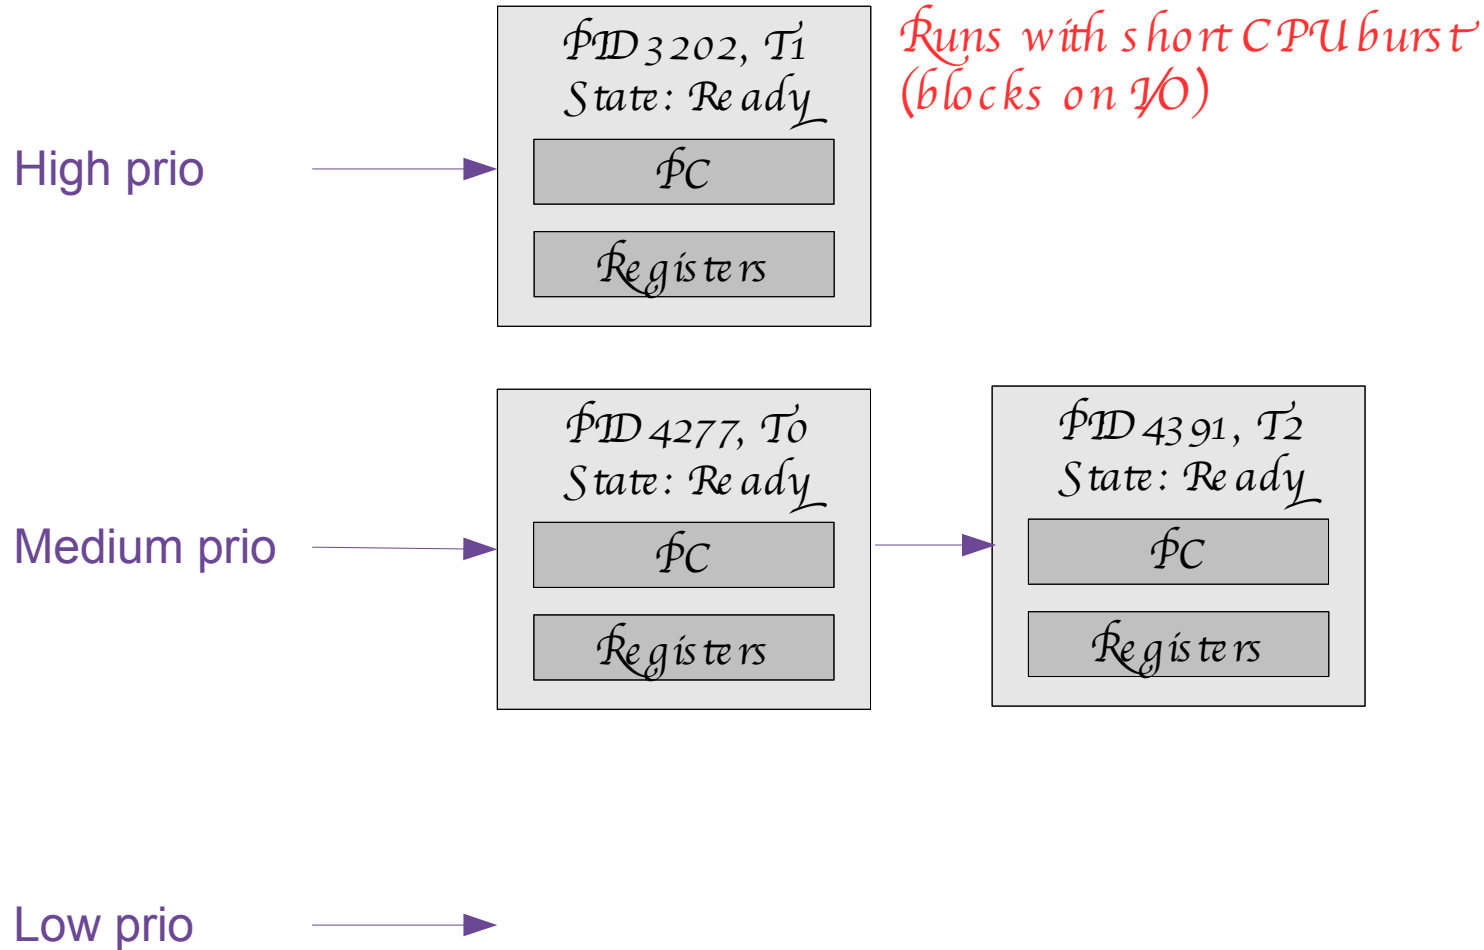 PID 3202, T1
State: Ready
PC
Registers
Runs with short CPU burst
(blocks on I/O)
High prio
PID 4277, T0
State: Ready
PC
Registers
PID 4391, T2
State: Ready
PC
Registers
Medium prio
Low prio